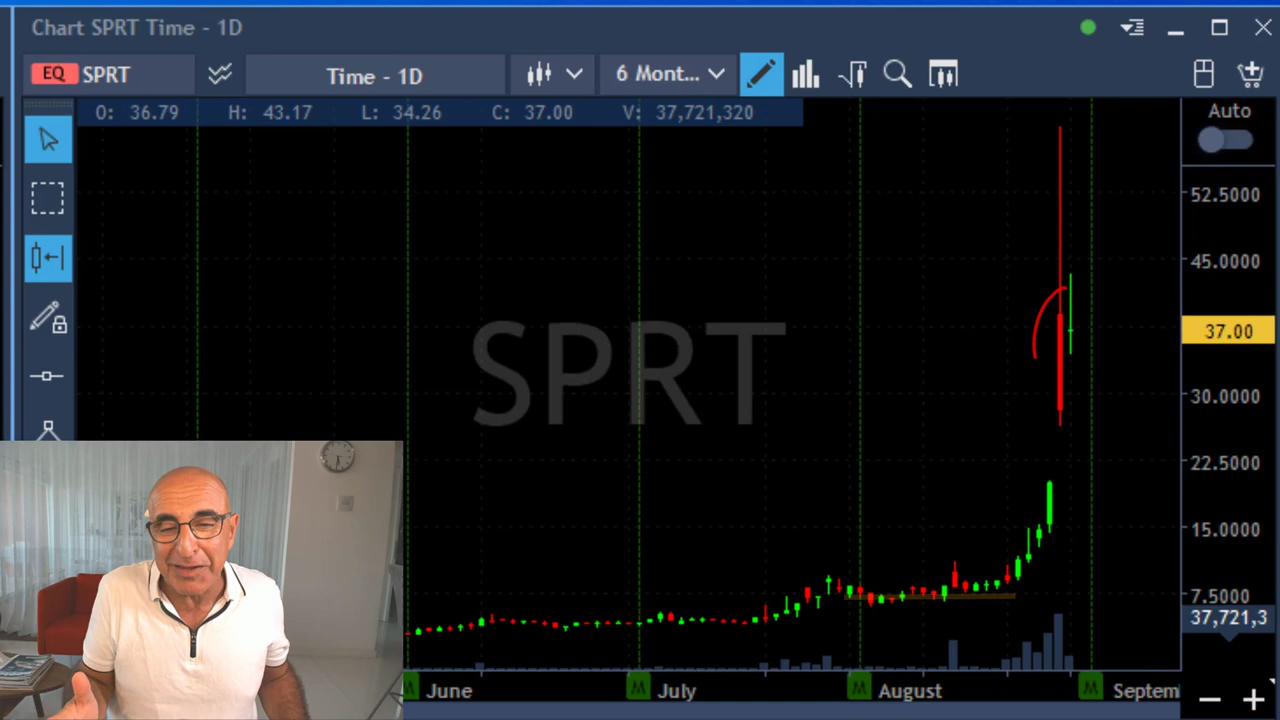 Chart SPRT Time - 1D
EQ SPRT Time - 1D 6 Mont...
O: 36.79 H: 43.17 L: 34.26 C: 37.00 V: 37,721,320
Auto
52.5000
45.0000
SPRT
37.00
30.0000
22.5000
15.0000
7.5000
37,721,3
M June M July M August M Septem